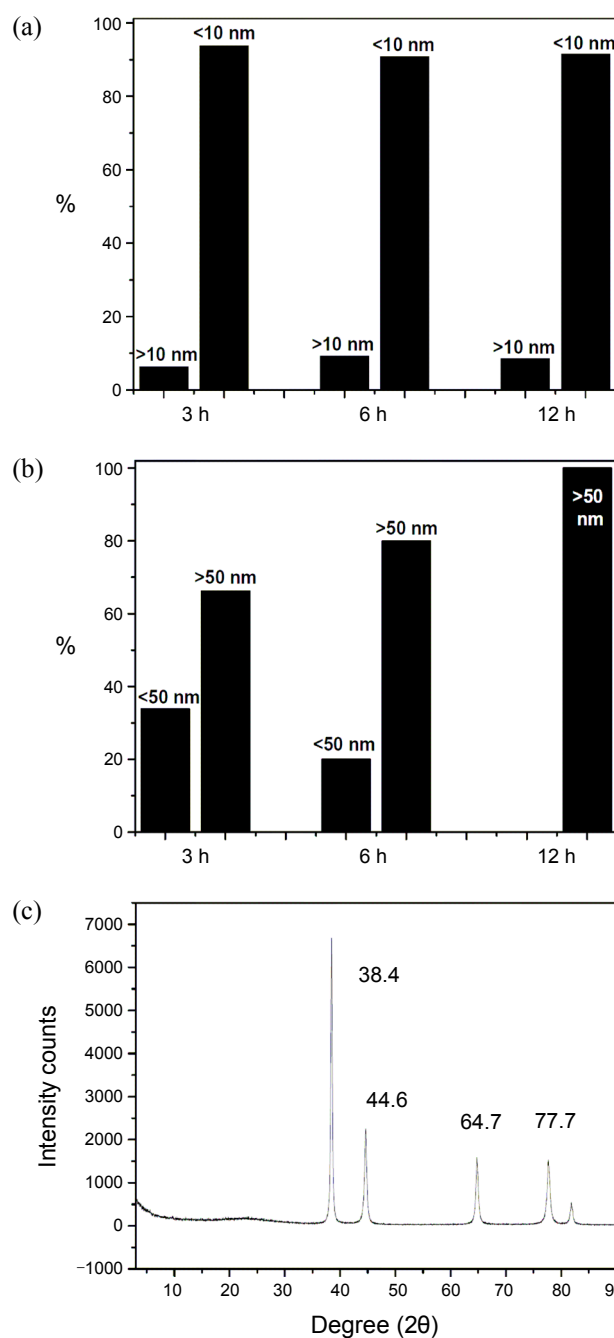 (a)
100
80
60
40
20
0
%
<10 nm
<10 nm
<10 nm
>10 nm
>10 nm
>10 nm
3 h
6 h
12 h
(b)
100
80
60
40
20
0
%
<50 nm
>50 nm
<50 nm
>50 nm
>50
nm
3 h
6 h
12 h
(c)
7000
6000
5000
4000
3000
2000
1000
0
−1000
Intensity counts
38.4
44.6
64.7
77.7
10 20 30 40 50 60 70 80 9
Degree (2θ)